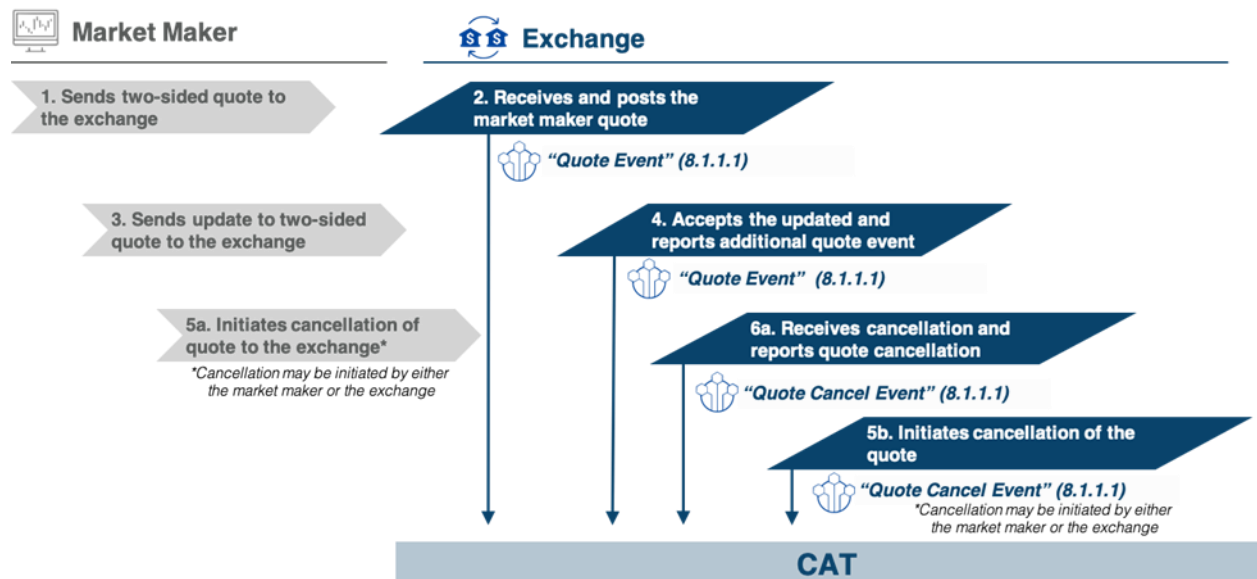 Market Maker
Exchange
1. Sends two-sided quote to
the exchange
2. Receives and posts the
market maker quote
“Quote Event” (8.1.1.1)
3. Sends update to two-sided
quote to the exchange
4. Accepts the updated and
reports additional quote event
“Quote Event” (8.1.1.1)
5a. Initiates cancellation of
quote to the exchange*
*Cancellation may be initiated by either
the market maker or the exchange
6a. Receives cancellation and
reports quote cancellation
“Quote Cancel Event” (8.1.1.1)
5b. Initiates cancellation of the
quote
“Quote Cancel Event” (8.1.1.1)
*Cancellation may be initiated by either
the market maker or the exchange
CAT